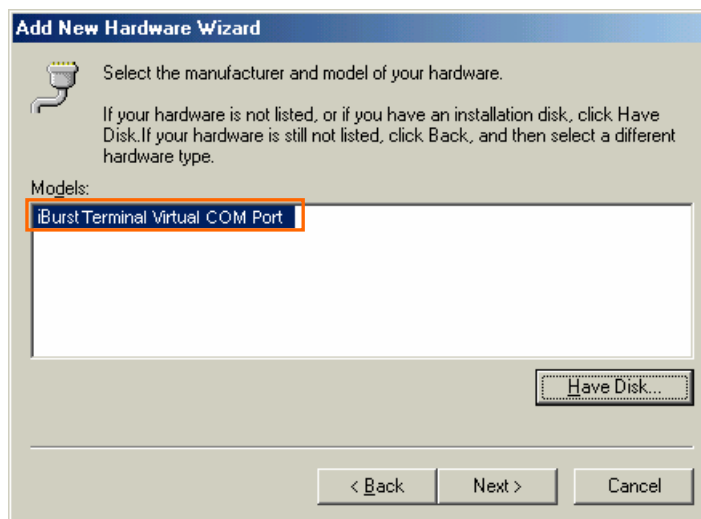 Add New Hardware Wizard
Select the manufacturer and model of your hardware.
If your hardware is not listed, or if you have an installation disk, click Have
Disk.If your hardware is still not listed, click Back, and then select a different
hardware type.
Models:
iBurst Terminal Virtual COM Port
Have Disk...
< Back
Next >
Cancel